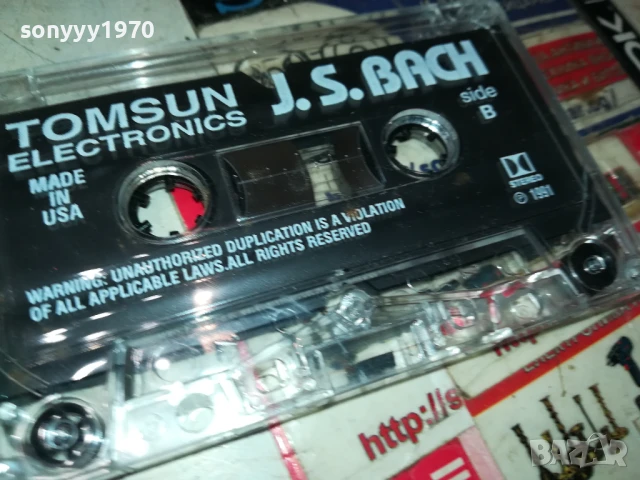 sonyyy1970
TOMSUN
ELECTRONICS
J.S.BACH
side
B
MADE
IN
USA
STEREO
℗ 1991
WARNING: UNAUTHORIZED DUPLICATION IS A VIOLATION
OF ALL APPLICABLE LAWS.ALL RIGHTS RESERVED
http://s
BAZAR